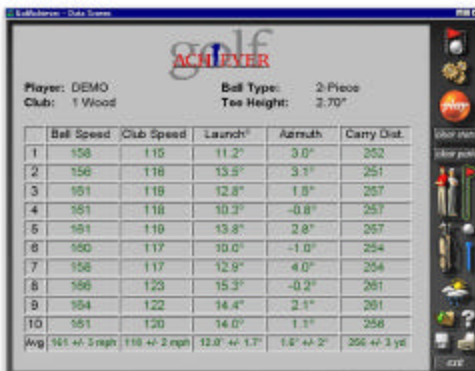 GolfAchiever - Data Screen
golf
ACHIEVER
Player: DEMO Ball Type: 2-Piece
Club: 1 Wood Tee Height: 2.70"
Ball Speed Club Speed Launch° Azimuth Carry Dist.
1 158 115 11.2° 3.0° 252
2 156 116 13.5° 3.1° 251
3 161 119 12.8° 1.5° 257
4 161 118 10.3° -0.8° 257
5 161 119 13.8° 2.8° 257
6 160 117 10.0° -1.0° 254
7 158 117 12.9° 4.0° 254
8 166 123 15.3° -0.2° 261
9 164 122 14.4° 2.1° 261
10 161 120 14.0° 1.1° 256
Avg 161 +/- 3 mph 118 +/- 2 mph 12.8° +/- 1.7° 1.6° +/- 2° 256 +/- 3 yd
play
exit